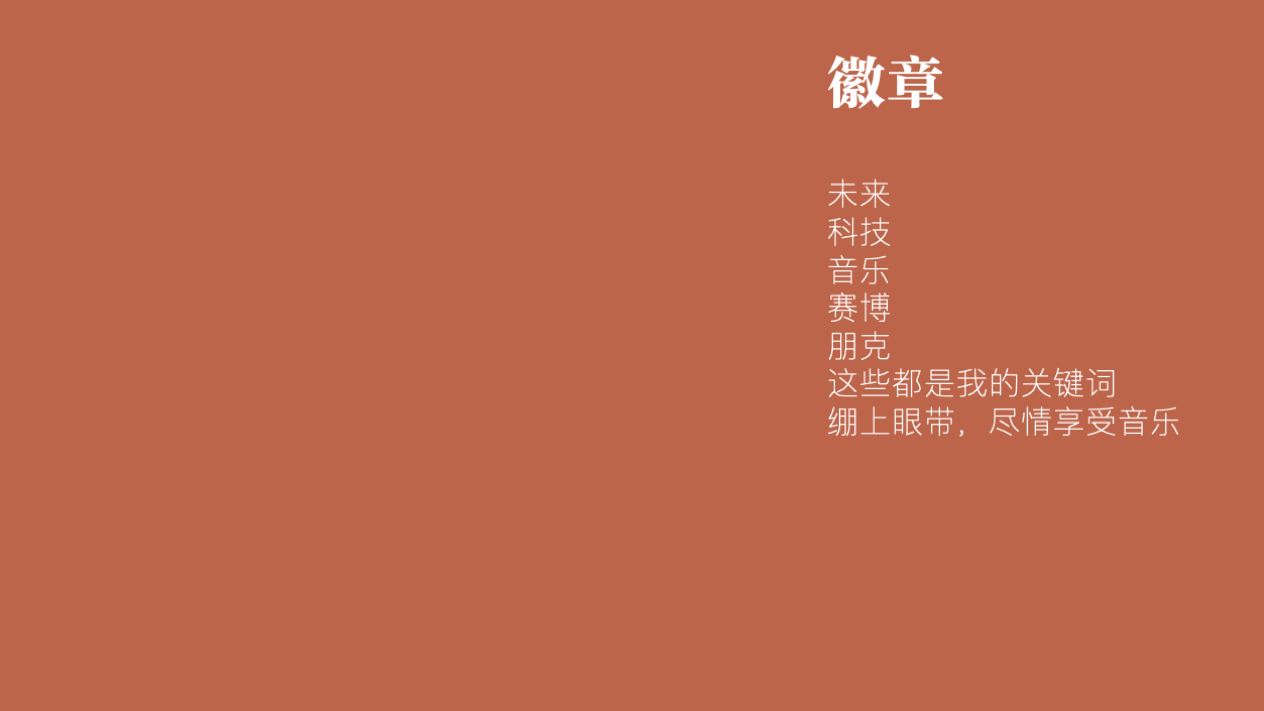 徽章
未来
科技
音乐
赛博
朋克
这些都是我的关键词
绷上眼带，尽情享受音乐